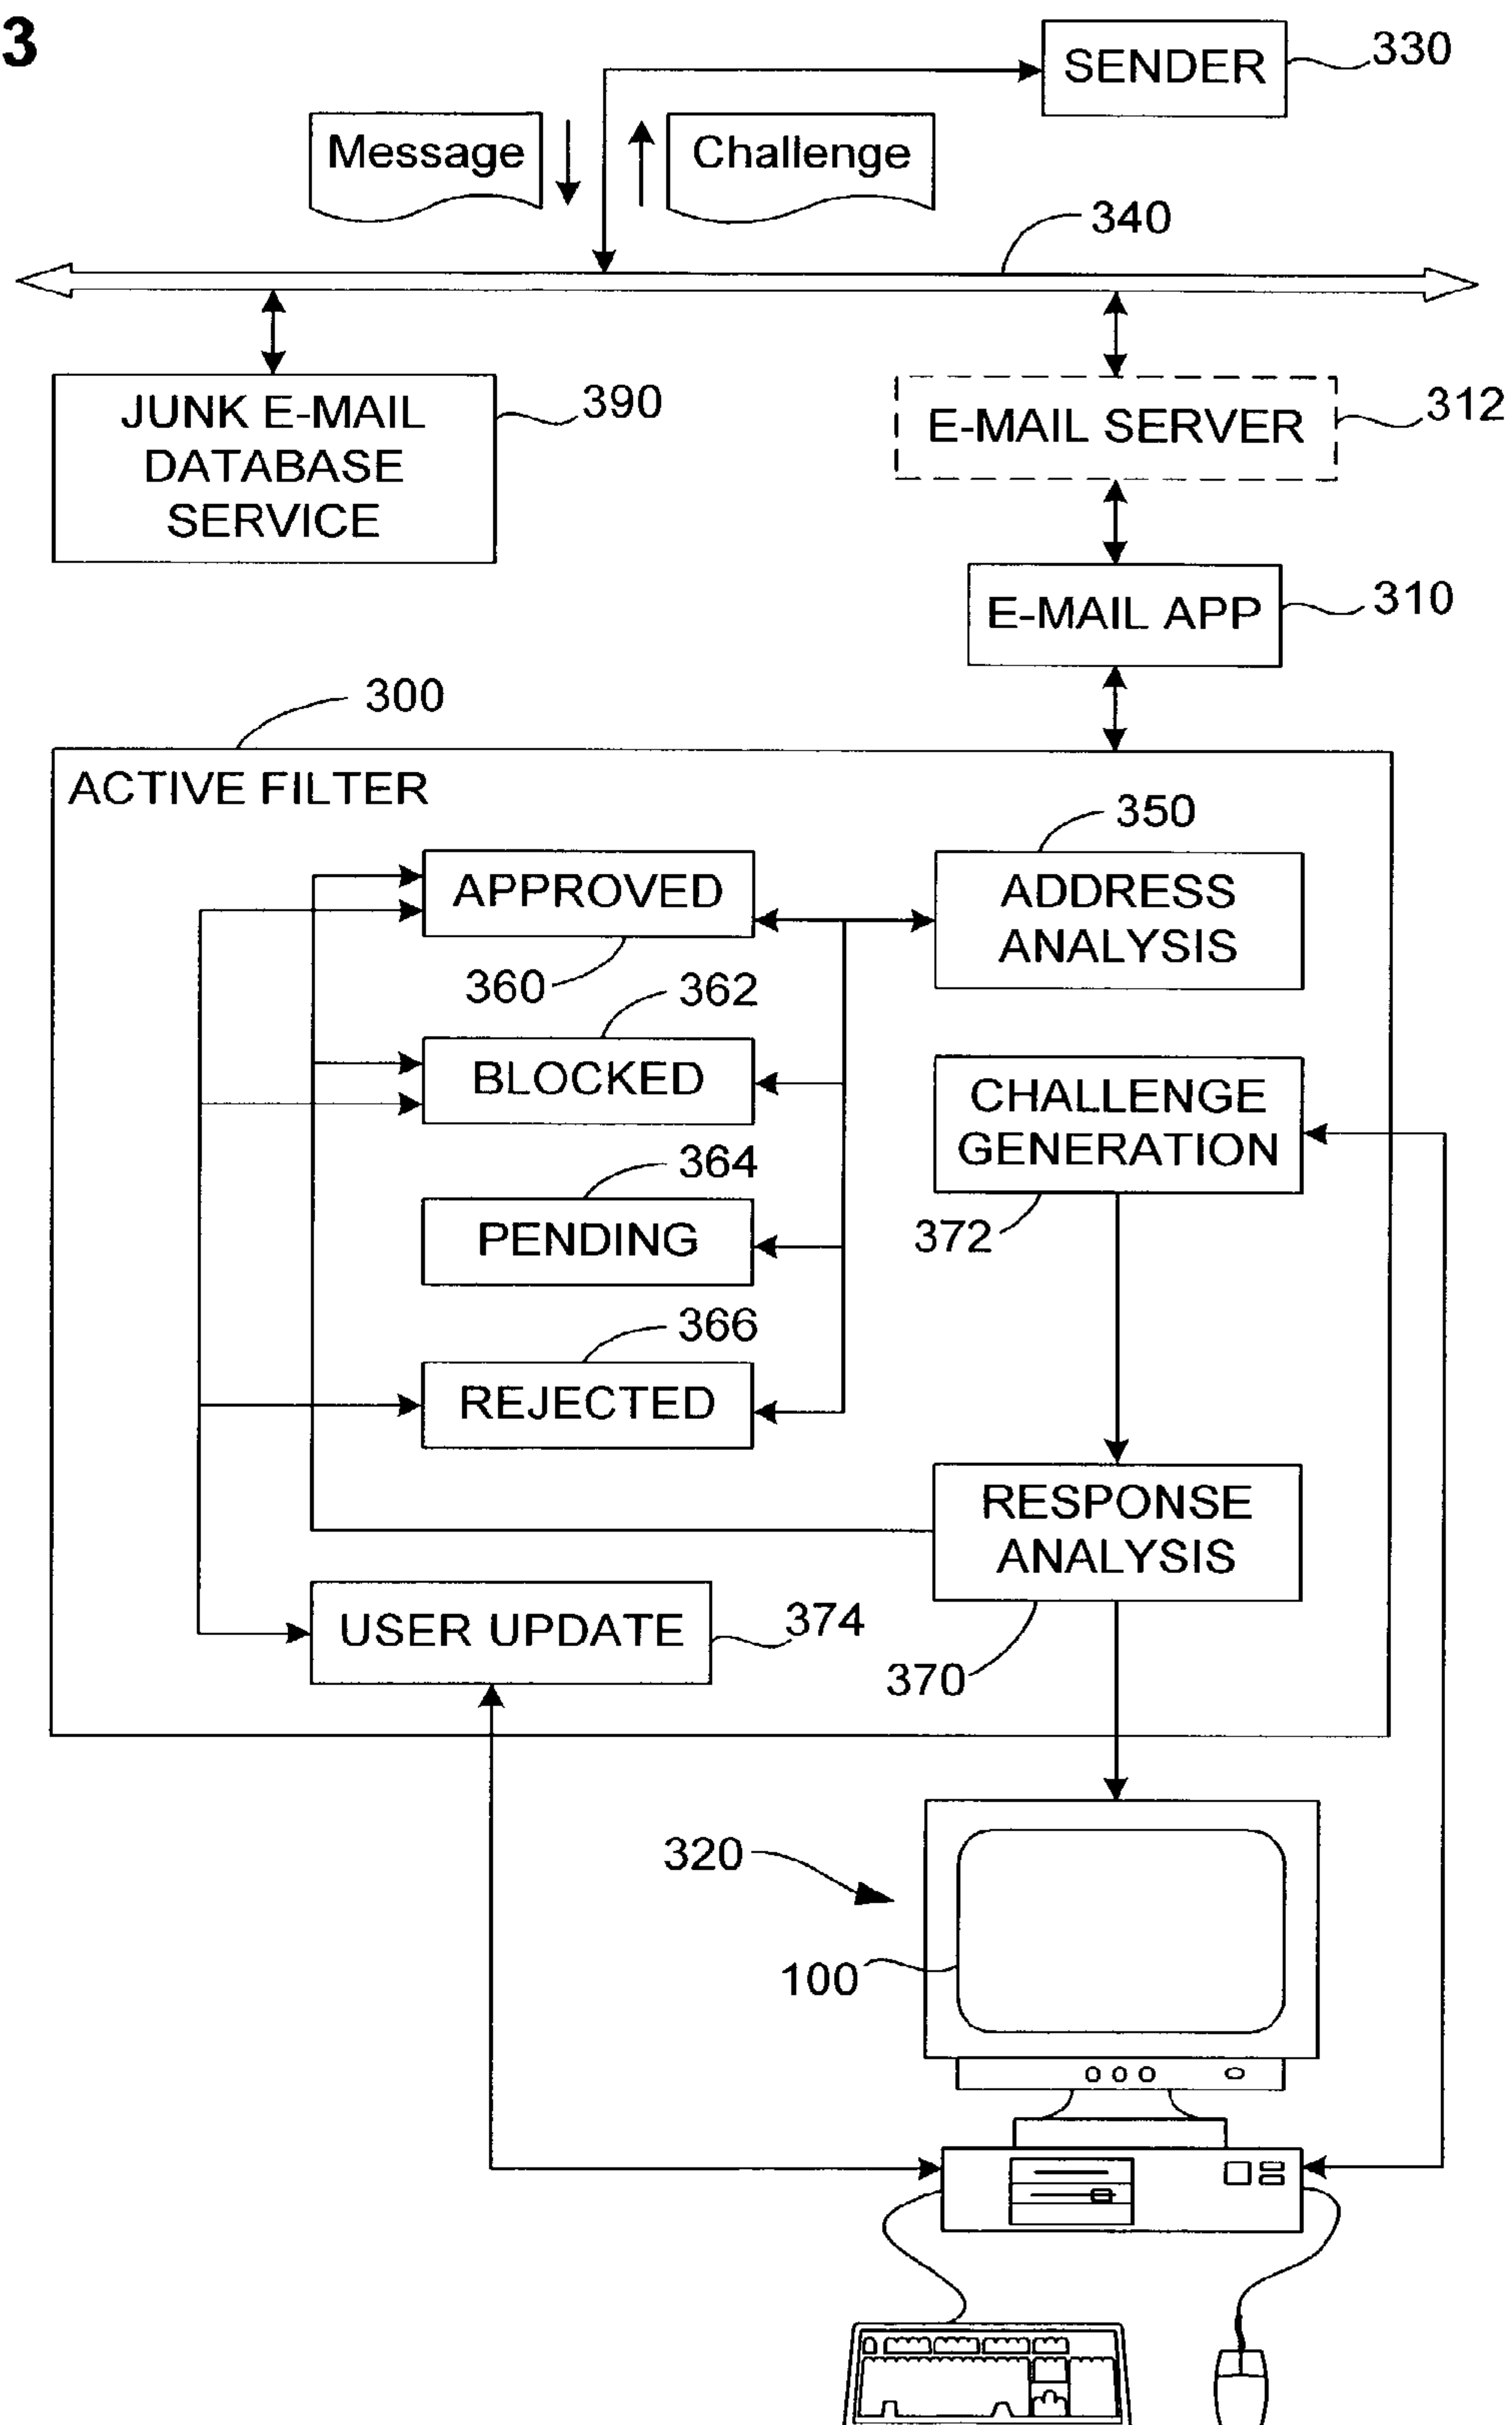 3
SENDER
330
Message
Challenge
340
JUNK E-MAIL
DATABASE
SERVICE
390
E-MAIL SERVER
312
E-MAIL APP
310
300
ACTIVE FILTER
350
APPROVED
ADDRESS
ANALYSIS
360
362
BLOCKED
CHALLENGE
GENERATION
364
372
PENDING
366
REJECTED
RESPONSE
ANALYSIS
USER UPDATE
374
370
320
100